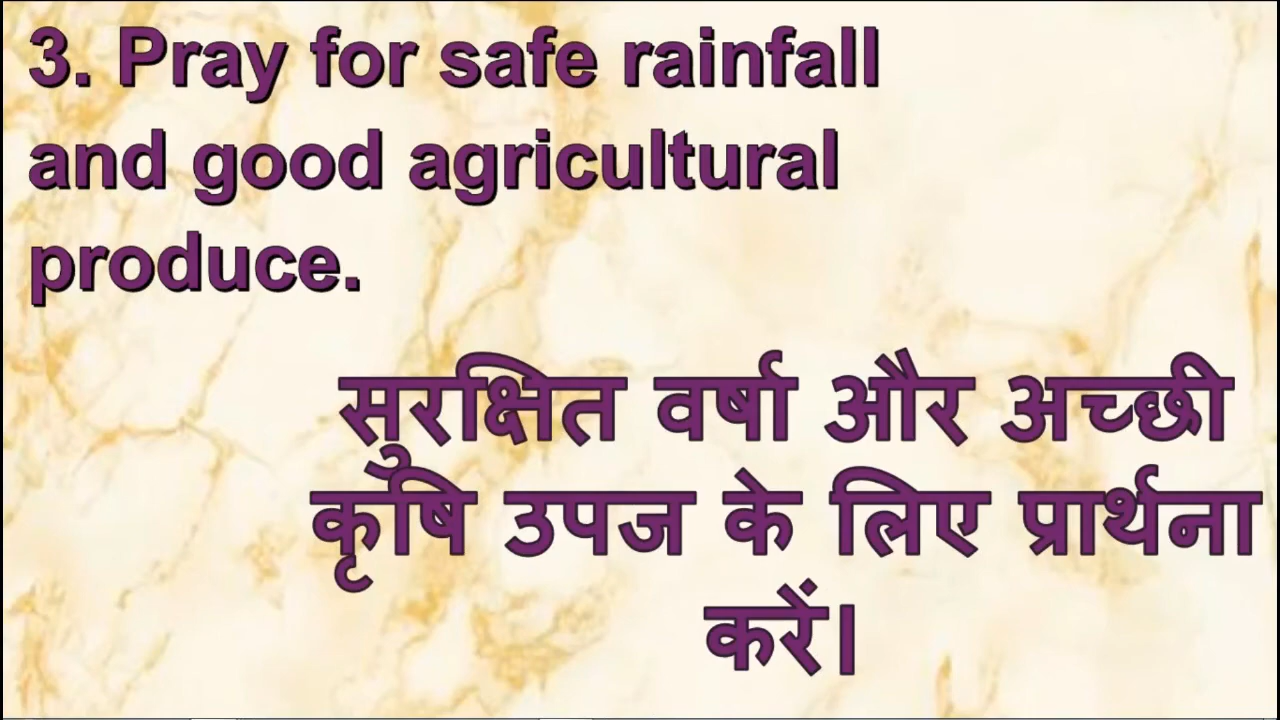 3. Pray for safe rainfall
and good agricultural
produce.
सुरक्षित वर्षा और अच्छी
कृषि उपज के लिए प्रार्थना
करें।